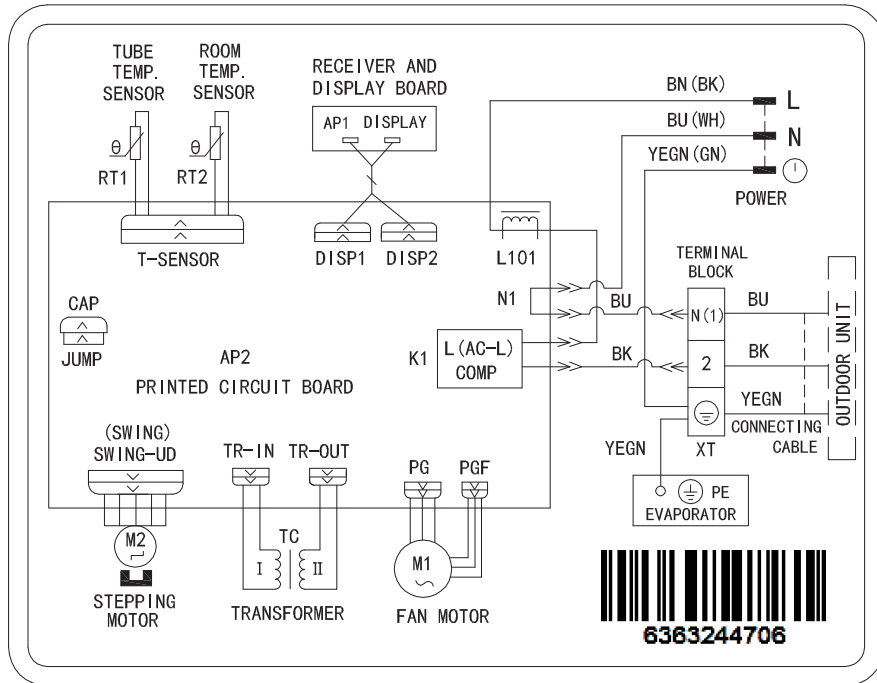 TUBE
TEMP.
SENSOR
ROOM
TEMP.
SENSOR
RECEIVER AND
DISPLAY BOARD
AP1 DISPLAY
BN(BK)
L
BU(WH)
N
YEGN(GN)
POWER
θ
RT1
θ
RT2
T-SENSOR
DISP1
DISP2
L101
TERMINAL
BLOCK
N1
BU
N(1)
BU
CAP
JUMP
AP2
PRINTED CIRCUIT BOARD
K1
L(AC-L)
COMP
BK
2
BK
YEGN
OUTDOOR UNIT
CONNECTING
CABLE
XT
YEGN
PE
EVAPORATOR
(SWING)
SWING-UD
TR-IN
TR-OUT
PG
PGF
M2
TC
I
II
M1
STEPPING
MOTOR
TRANSFORMER
FAN MOTOR
6363244706